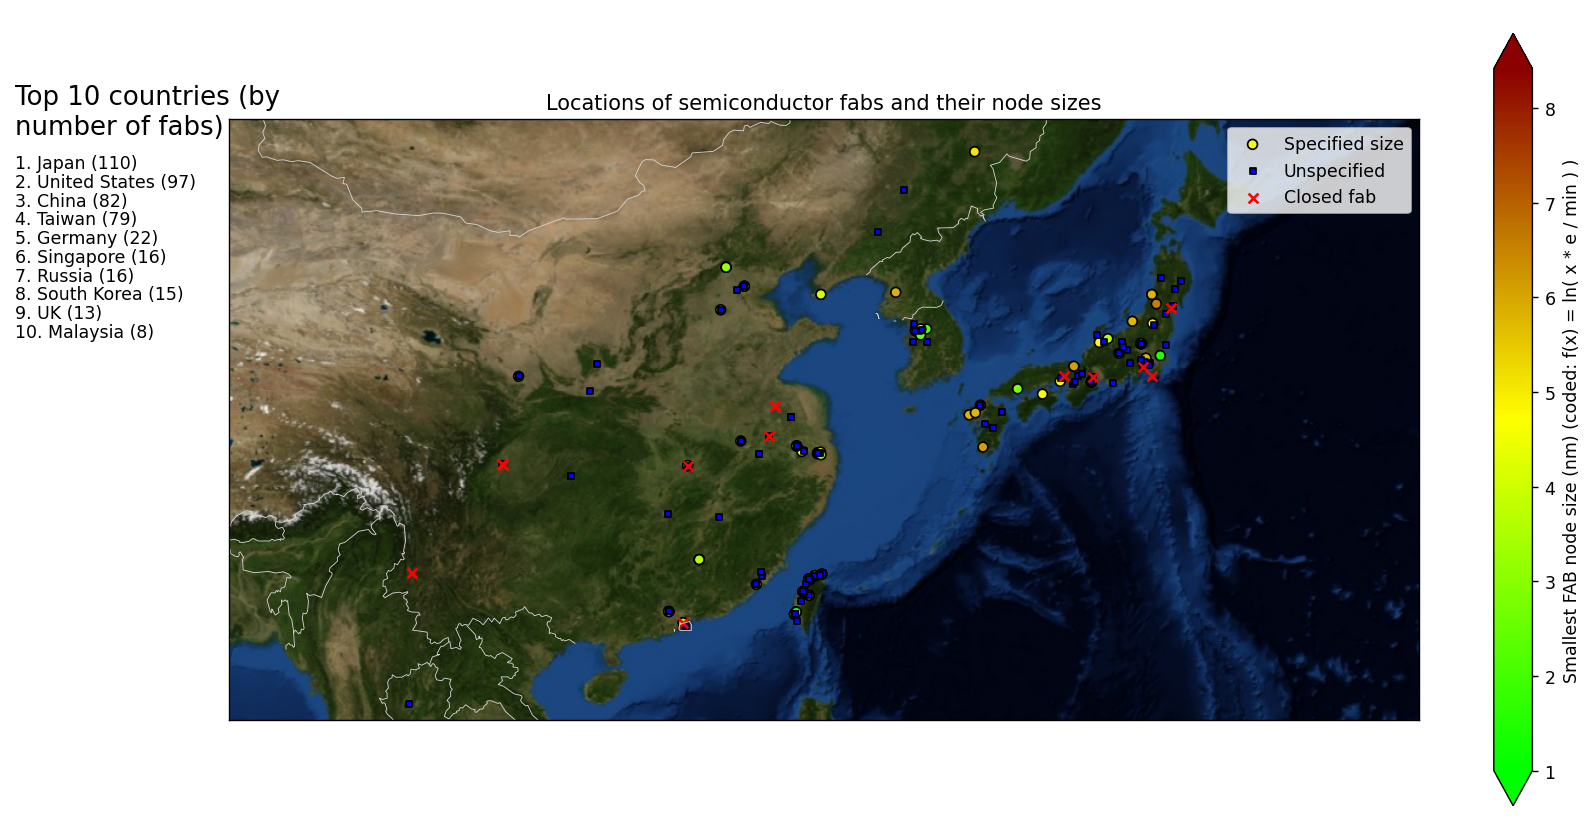 Top 10 countries (by
number of fabs)
1. Japan (110)
2. United States (97)
3. China (82)
4. Taiwan (79)
5. Germany (22)
6. Singapore (16)
7. Russia (16)
8. South Korea (15)
9. UK (13)
10. Malaysia (8)
Locations of semiconductor fabs and their node sizes
Specified size
Unspecified
Closed fab
8
7
6
5
4
3
2
1
Smallest FAB node size (nm) (coded: f(x) = ln( x * e / min ) )